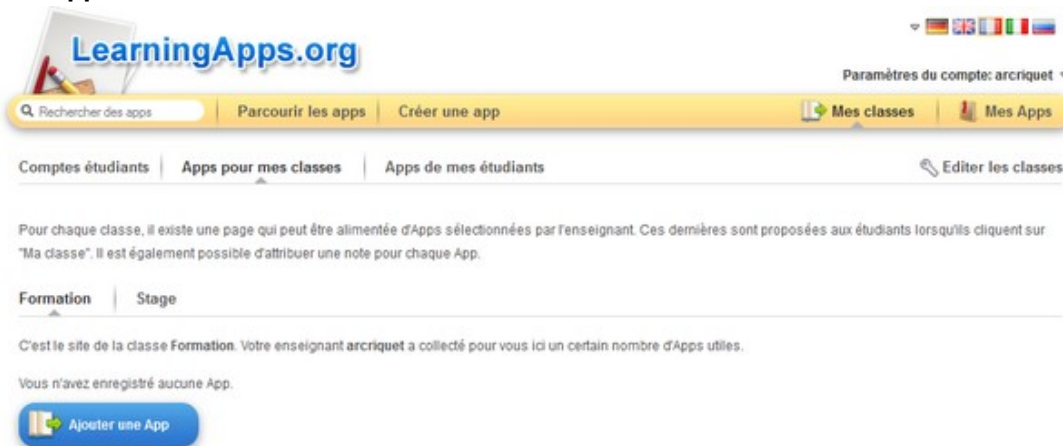 LearningApps.org
Paramètres du compte: arcriquet
Rechercher des apps Parcourir les apps Créer une app Mes classes Mes Apps
Comptes étudiants Apps pour mes classes Apps de mes étudiants Editer les classes
Pour chaque classe, il existe une page qui peut être alimentée d'Apps sélectionnées par l'enseignant. Ces dernières sont proposées aux étudiants lorsqu'ils cliquent sur
"Ma classe". Il est également possible d'attribuer une note pour chaque App.
Formation Stage
C'est le site de la classe Formation. Votre enseignant arcriquet a collecté pour vous ici un certain nombre d'Apps utiles.
Vous n'avez enregistré aucune App.
Ajouter une App